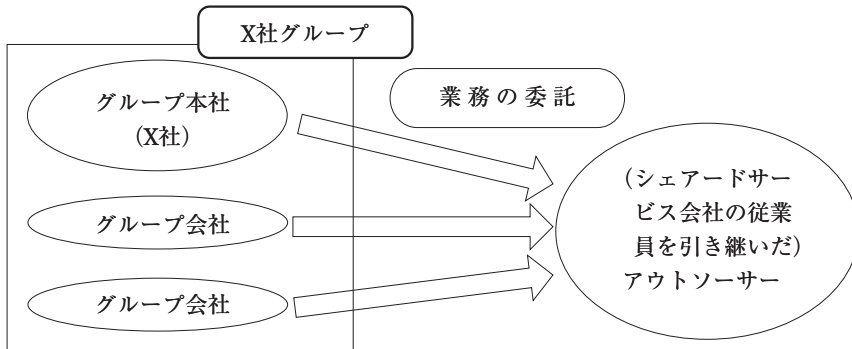 X社グループ
グループ本社
(X社)
業務の委託
グループ会社
グループ会社
(シェアードサー
ビス会社の従業
員を引き継いだ)
アウトソーサー